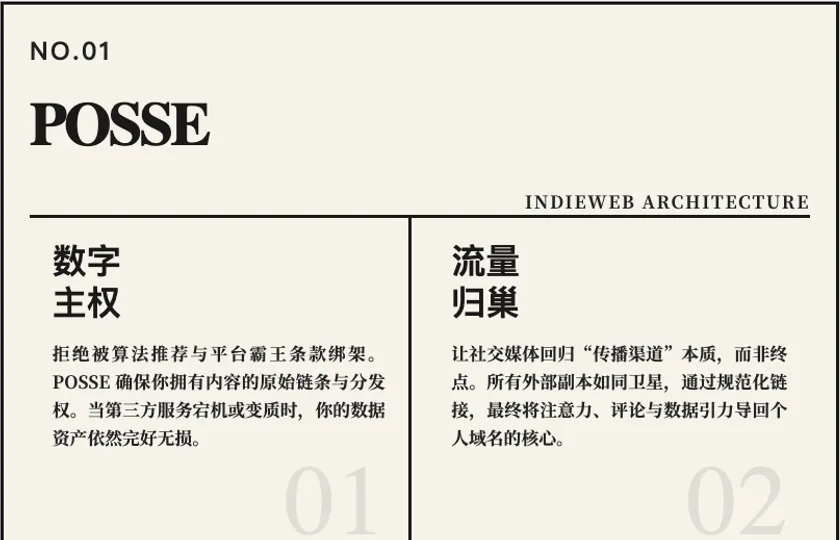 NO.01
POSSE
INDIEWEB ARCHITECTURE
数字
主权
拒绝被算法推荐与平台霸王条款绑架。
POSSE 确保你拥有内容的原始链条与分发
权。当第三方服务宕机或变质时，你的数据
资产依然完好无损。
01
流量
归巢
让社交媒体回归“传播渠道”本质，而非终
点。所有外部副本如同卫星，通过规范化链
接，最终将注意力、评论与数据引力导回个
人域名的核心。
02